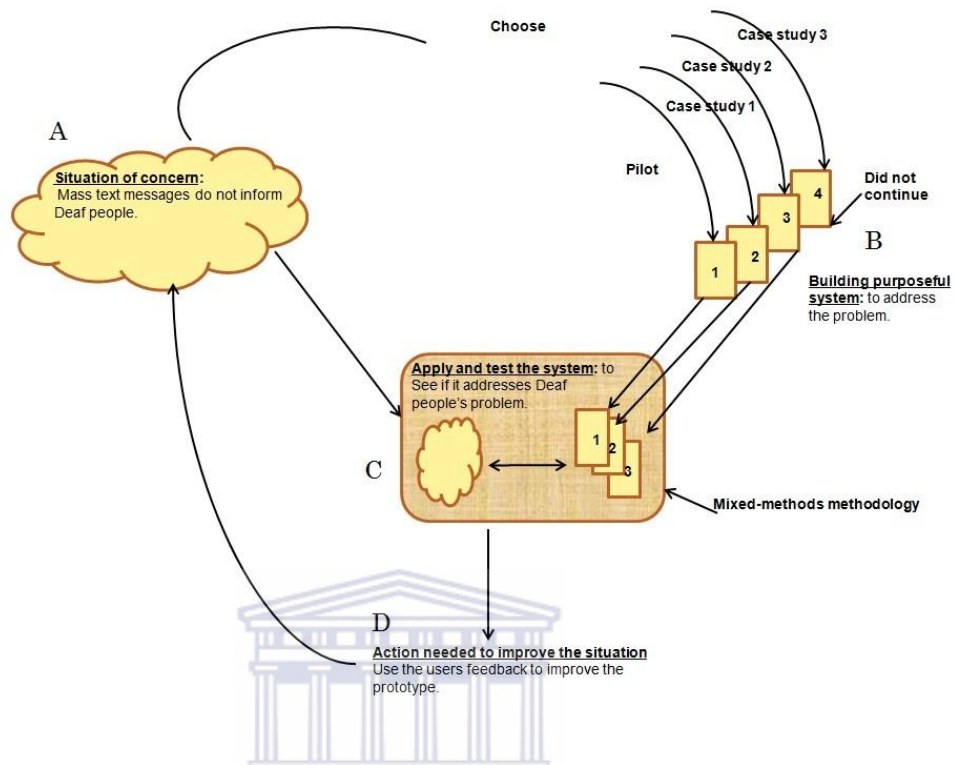 Choose
Case study 3
Case study 2
Case study 1
Pilot
A
Situation of concern:
Mass text messages do not inform
Deaf people.
4
3
2
1
Did not
continue
B
Building purposeful
system: to address
the problem.
Apply and test the system: to
See if it addresses Deaf
people's problem.
1
2
3
C
Mixed-methods methodology
D
Action needed to improve the situation
Use the users feedback to improve the
prototype.